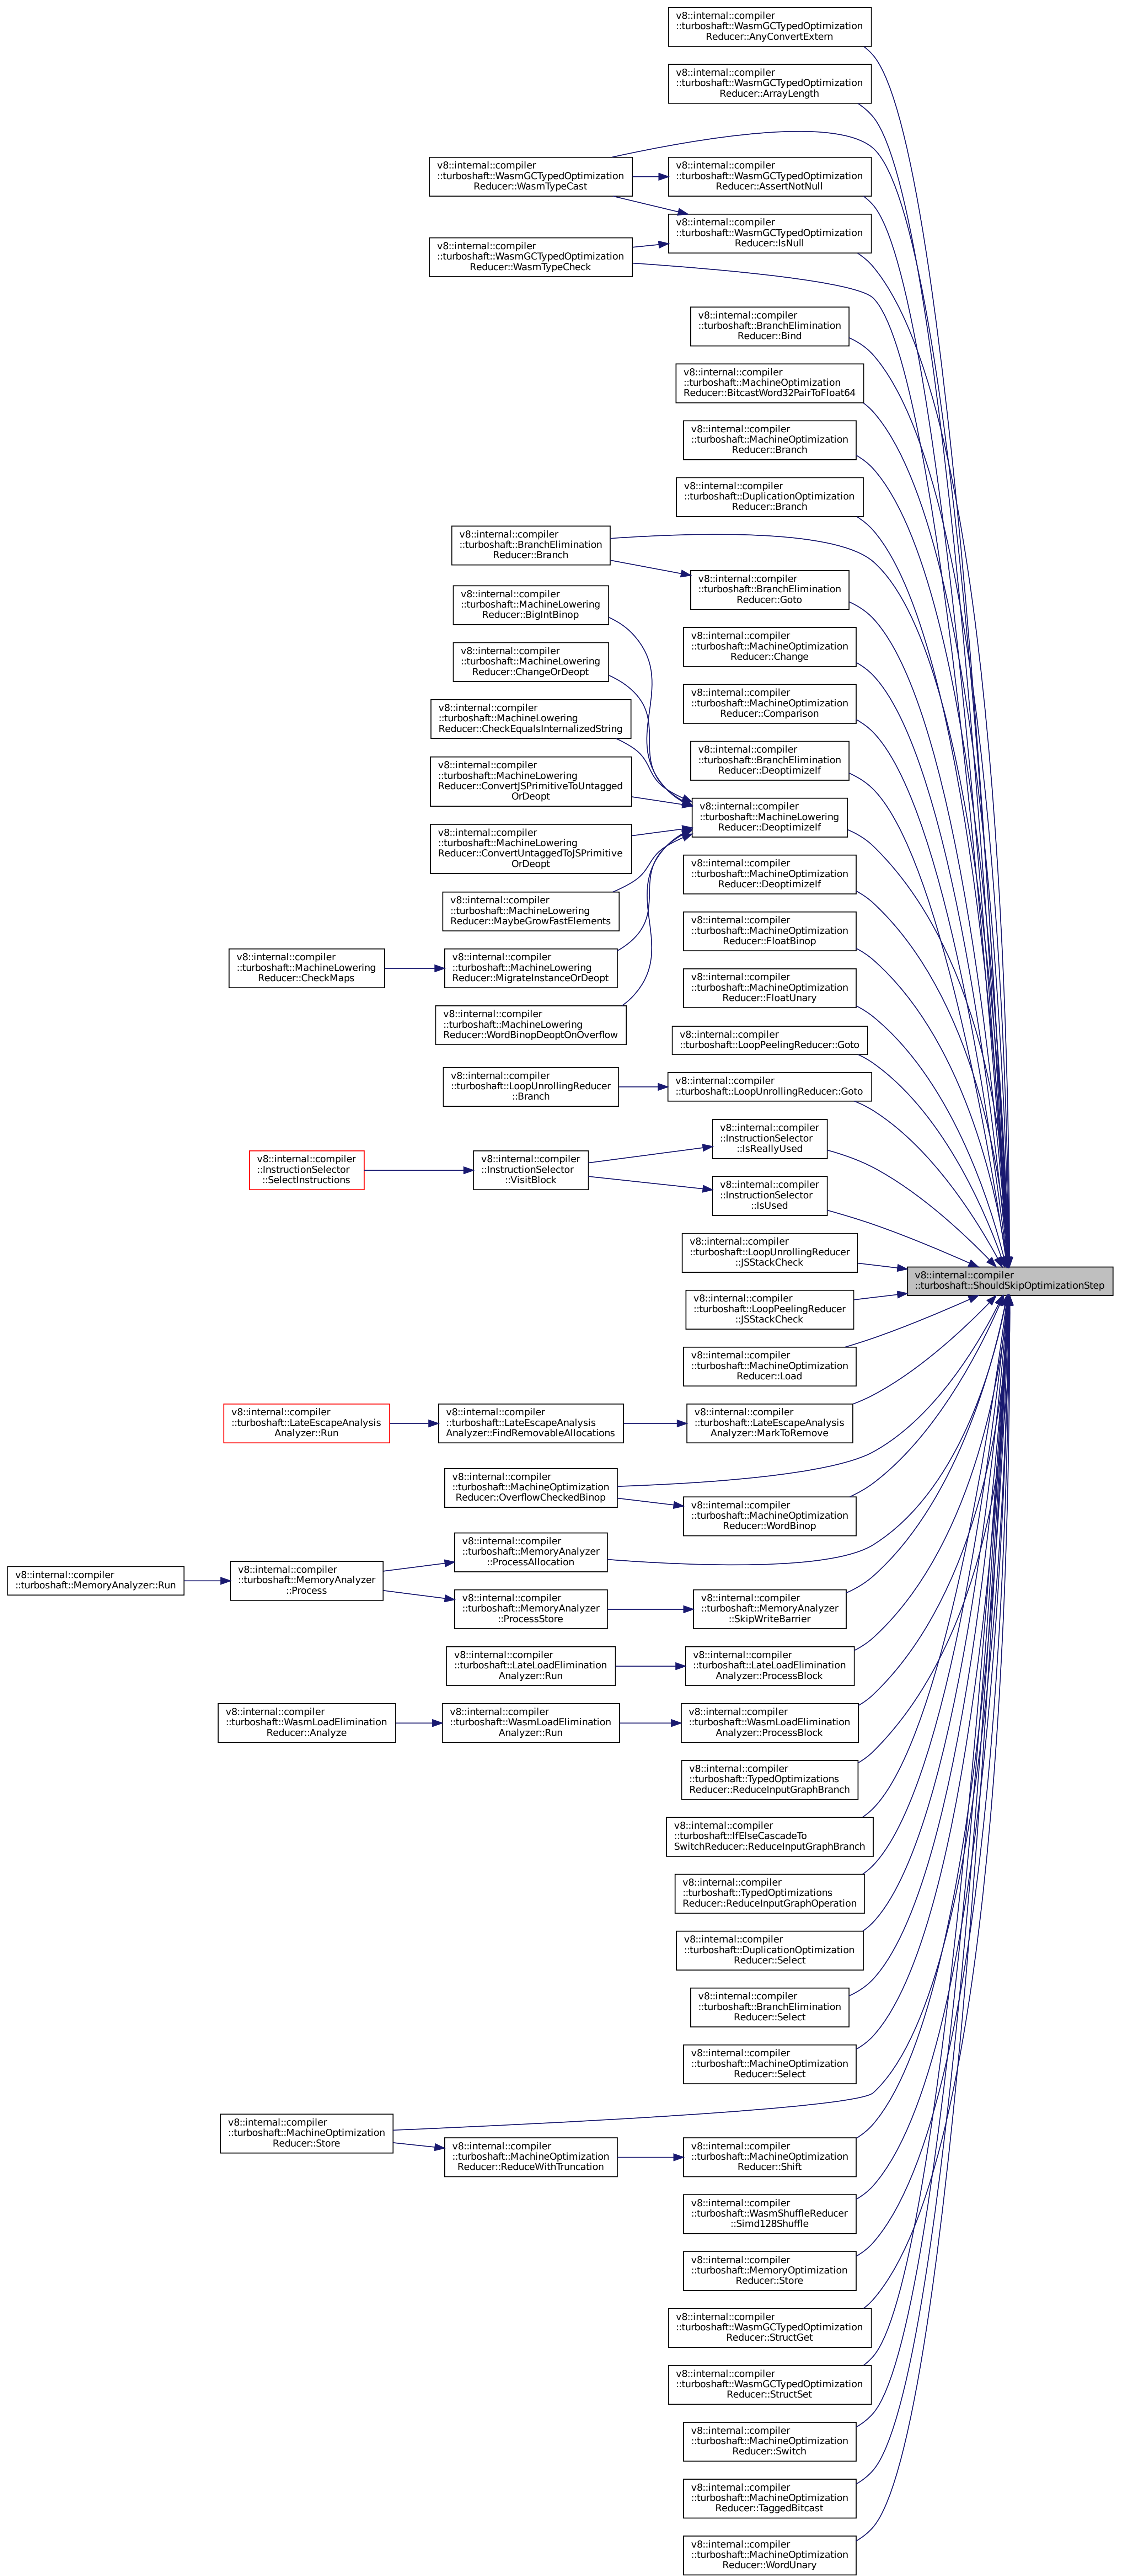 v8::internal::compiler
::turboshaft::WasmGCTypedOptimization
Reducer::AnyConvertExtern
v8::internal::compiler
::turboshaft::WasmGCTypedOptimization
Reducer::ArrayLength
v8::internal::compiler
::turboshaft::WasmGCTypedOptimization
Reducer::WasmTypeCast
v8::internal::compiler
::turboshaft::WasmGCTypedOptimization
Reducer::AssertNotNull
v8::internal::compiler
::turboshaft::WasmGCTypedOptimization
Reducer::IsNull
v8::internal::compiler
::turboshaft::WasmGCTypedOptimization
Reducer::WasmTypeCheck
v8::internal::compiler
::turboshaft::BranchElimination
Reducer::Bind
v8::internal::compiler
::turboshaft::MachineOptimization
Reducer::BitcastWord32PairToFloat64
v8::internal::compiler
::turboshaft::MachineOptimization
Reducer::Branch
v8::internal::compiler
::turboshaft::DuplicationOptimization
Reducer::Branch
v8::internal::compiler
::turboshaft::BranchElimination
Reducer::Branch
v8::internal::compiler
::turboshaft::BranchElimination
Reducer::Goto
v8::internal::compiler
::turboshaft::MachineLowering
Reducer::BigIntBinop
v8::internal::compiler
::turboshaft::MachineOptimization
Reducer::Change
v8::internal::compiler
::turboshaft::MachineLowering
Reducer::ChangeOrDeopt
v8::internal::compiler
::turboshaft::MachineOptimization
Reducer::Comparison
v8::internal::compiler
::turboshaft::MachineLowering
Reducer::CheckEqualsInternalizedString
v8::internal::compiler
::turboshaft::BranchElimination
Reducer::DeoptimizeIf
v8::internal::compiler
::turboshaft::MachineLowering
Reducer::ConvertJSPrimitiveToUntagged
OrDeopt
v8::internal::compiler
::turboshaft::MachineLowering
Reducer::DeoptimizeIf
v8::internal::compiler
::turboshaft::MachineLowering
Reducer::ConvertUntaggedToJSPrimitive
OrDeopt
v8::internal::compiler
::turboshaft::MachineOptimization
Reducer::DeoptimizeIf
v8::internal::compiler
::turboshaft::MachineLowering
Reducer::MaybeGrowFastElements
v8::internal::compiler
::turboshaft::MachineOptimization
Reducer::FloatBinop
v8::internal::compiler
::turboshaft::MachineLowering
Reducer::CheckMaps
v8::internal::compiler
::turboshaft::MachineLowering
Reducer::MigrateInstanceOrDeopt
v8::internal::compiler
::turboshaft::MachineOptimization
Reducer::FloatUnary
v8::internal::compiler
::turboshaft::MachineLowering
Reducer::WordBinopDeoptOnOverflow
v8::internal::compiler
::turboshaft::LoopPeelingReducer::Goto
v8::internal::compiler
::turboshaft::LoopUnrollingReducer
::Branch
v8::internal::compiler
::turboshaft::LoopUnrollingReducer::Goto
v8::internal::compiler
::InstructionSelector
::IsReallyUsed
v8::internal::compiler
::InstructionSelector
::SelectInstructions
v8::internal::compiler
::InstructionSelector
::VisitBlock
v8::internal::compiler
::InstructionSelector
::IsUsed
v8::internal::compiler
::turboshaft::LoopUnrollingReducer
::JSStackCheck
v8::internal::compiler
::turboshaft::ShouldSkipOptimizationStep
v8::internal::compiler
::turboshaft::LoopPeelingReducer
::JSStackCheck
v8::internal::compiler
::turboshaft::MachineOptimization
Reducer::Load
v8::internal::compiler
::turboshaft::LateEscapeAnalysis
Analyzer::Run
v8::internal::compiler
::turboshaft::LateEscapeAnalysis
Analyzer::FindRemovableAllocations
v8::internal::compiler
::turboshaft::LateEscapeAnalysis
Analyzer::MarkToRemove
v8::internal::compiler
::turboshaft::MachineOptimization
Reducer::OverflowCheckedBinop
v8::internal::compiler
::turboshaft::MachineOptimization
Reducer::WordBinop
v8::internal::compiler
::turboshaft::MemoryAnalyzer
::ProcessAllocation
v8::internal::compiler
::turboshaft::MemoryAnalyzer::Run
v8::internal::compiler
::turboshaft::MemoryAnalyzer
::Process
v8::internal::compiler
::turboshaft::MemoryAnalyzer
::ProcessStore
v8::internal::compiler
::turboshaft::MemoryAnalyzer
::SkipWriteBarrier
v8::internal::compiler
::turboshaft::LateLoadElimination
Analyzer::Run
v8::internal::compiler
::turboshaft::LateLoadElimination
Analyzer::ProcessBlock
v8::internal::compiler
::turboshaft::WasmLoadElimination
Reducer::Analyze
v8::internal::compiler
::turboshaft::WasmLoadElimination
Analyzer::Run
v8::internal::compiler
::turboshaft::WasmLoadElimination
Analyzer::ProcessBlock
v8::internal::compiler
::turboshaft::TypedOptimizations
Reducer::ReduceInputGraphBranch
v8::internal::compiler
::turboshaft::IfElseCascadeTo
SwitchReducer::ReduceInputGraphBranch
v8::internal::compiler
::turboshaft::TypedOptimizations
Reducer::ReduceInputGraphOperation
v8::internal::compiler
::turboshaft::DuplicationOptimization
Reducer::Select
v8::internal::compiler
::turboshaft::BranchElimination
Reducer::Select
v8::internal::compiler
::turboshaft::MachineOptimization
Reducer::Select
v8::internal::compiler
::turboshaft::MachineOptimization
Reducer::Store
v8::internal::compiler
::turboshaft::MachineOptimization
Reducer::ReduceWithTruncation
v8::internal::compiler
::turboshaft::MachineOptimization
Reducer::Shift
v8::internal::compiler
::turboshaft::WasmShuffleReducer
::Simd128Shuffle
v8::internal::compiler
::turboshaft::MemoryOptimization
Reducer::Store
v8::internal::compiler
::turboshaft::WasmGCTypedOptimization
Reducer::StructGet
v8::internal::compiler
::turboshaft::WasmGCTypedOptimization
Reducer::StructSet
v8::internal::compiler
::turboshaft::MachineOptimization
Reducer::Switch
v8::internal::compiler
::turboshaft::MachineOptimization
Reducer::TaggedBitcast
v8::internal::compiler
::turboshaft::MachineOptimization
Reducer::WordUnary